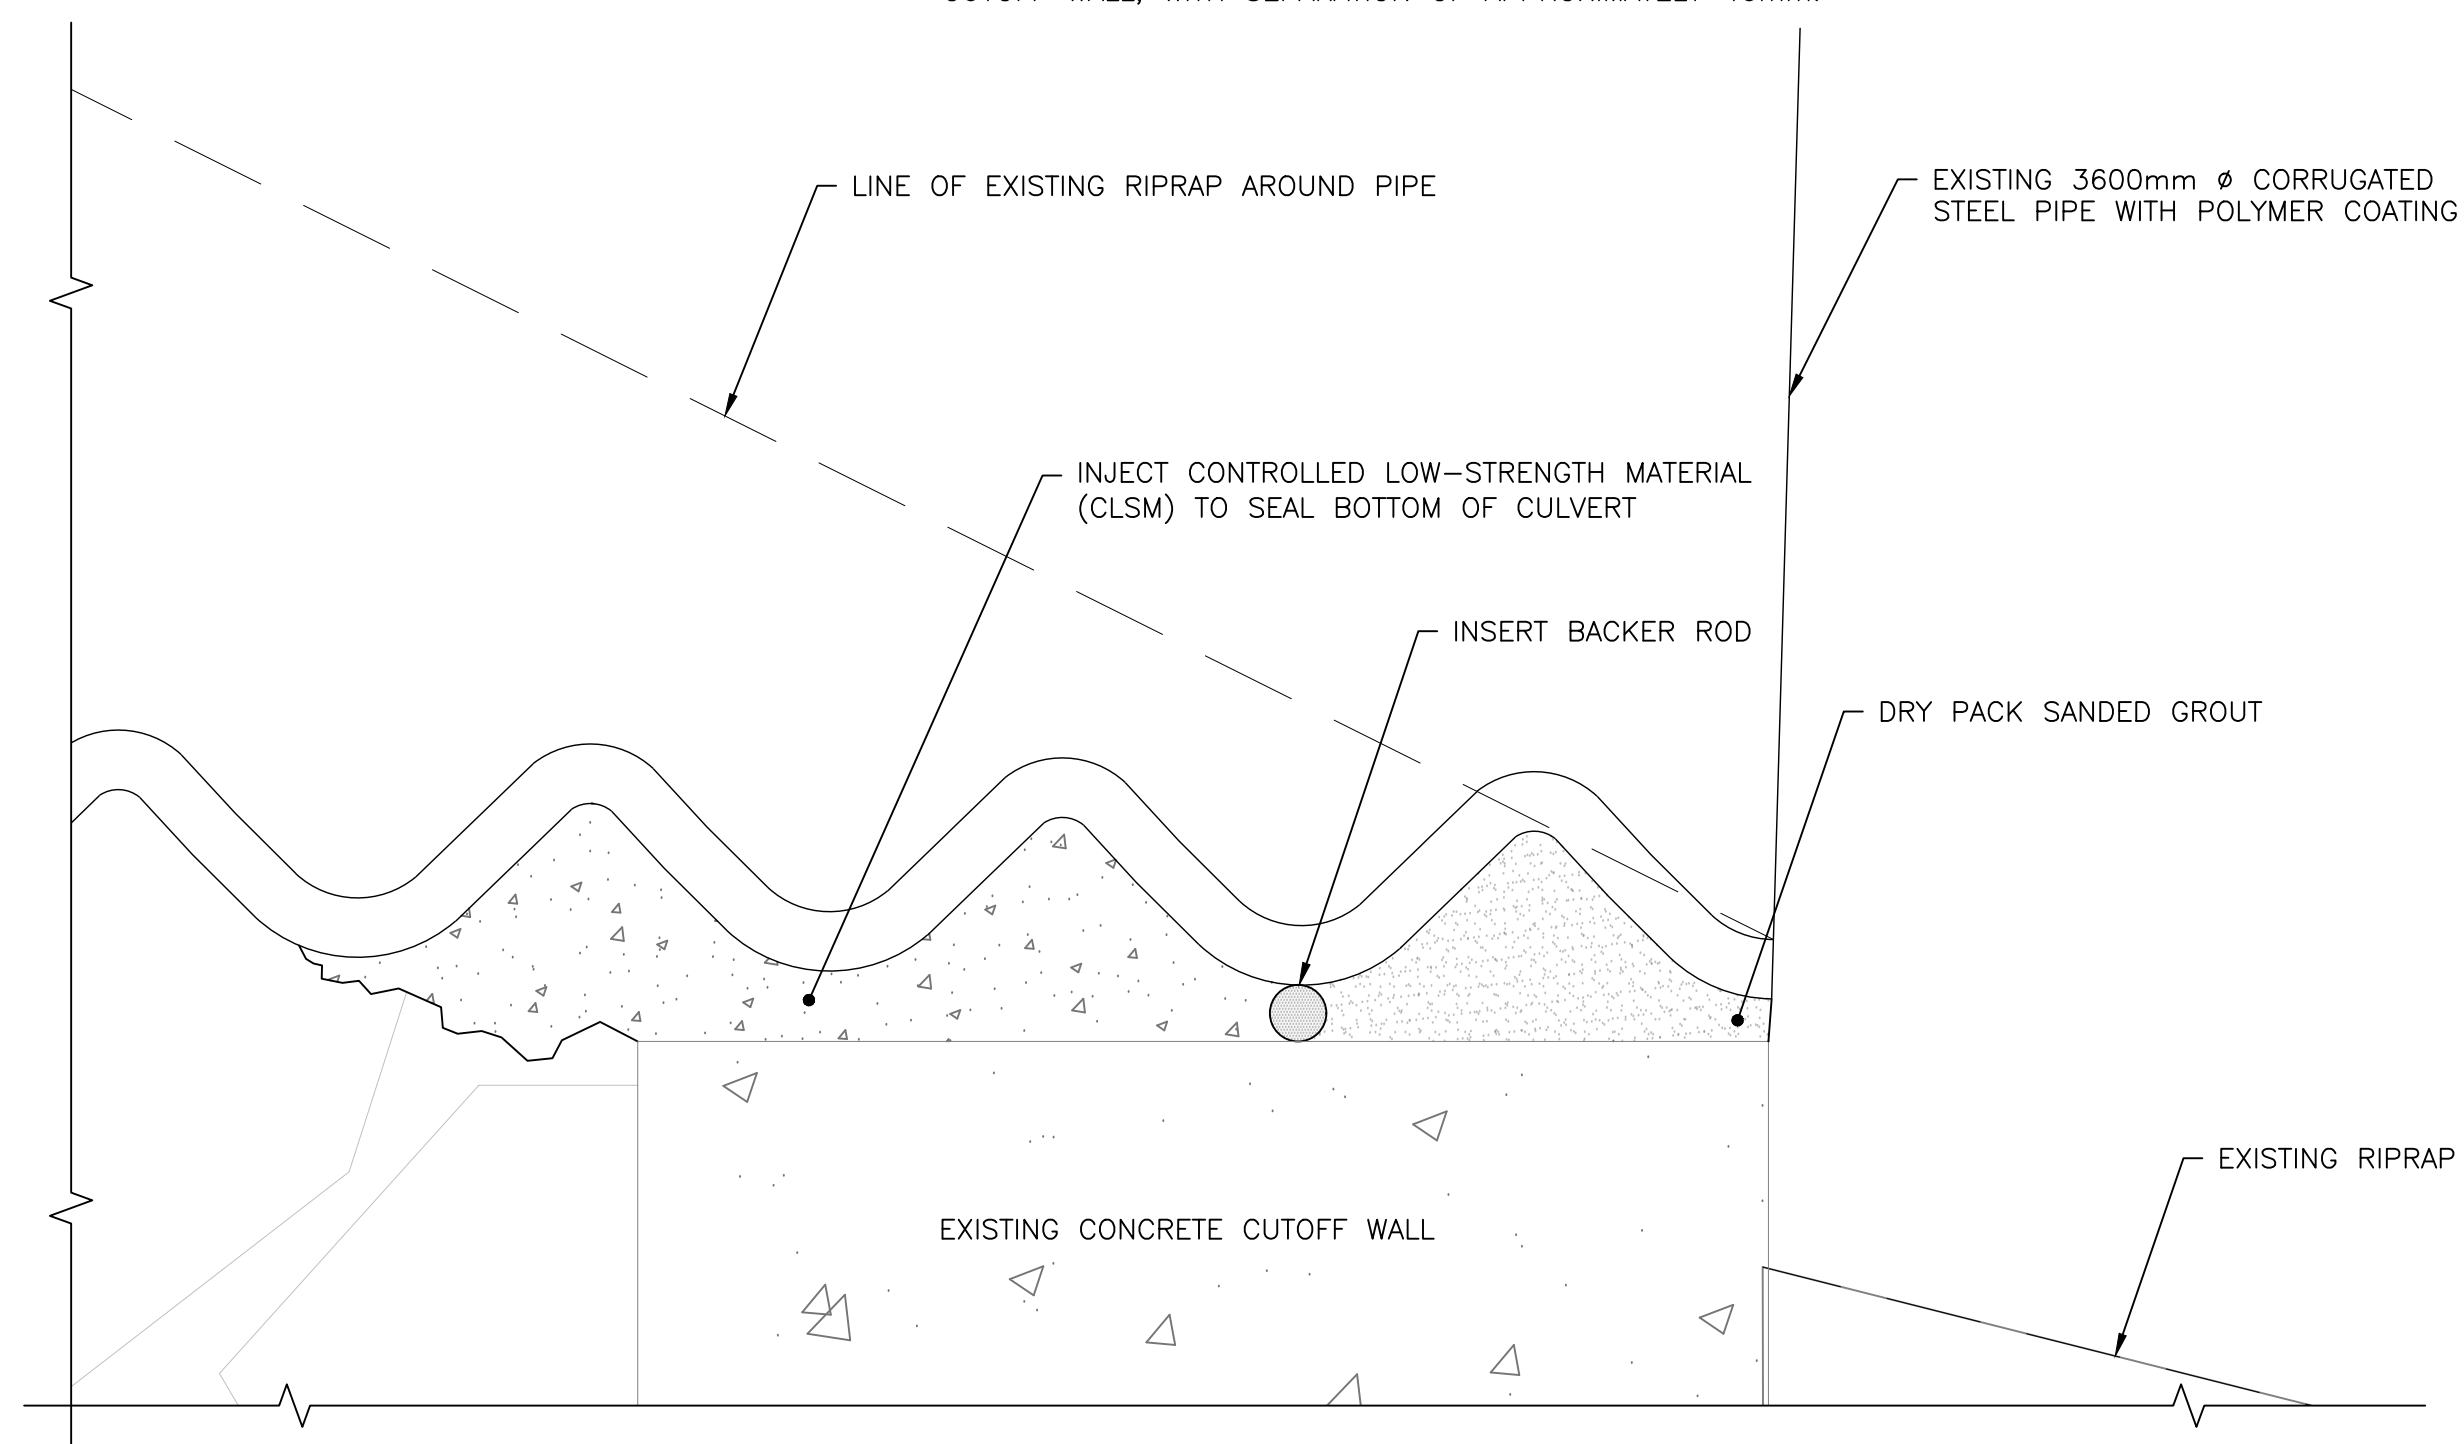 LINE OF EXISTING RIPRAP AROUND PIPE
EXISTING 3600mm ø CORRUGATED
STEEL PIPE WITH POLYMER COATING
INJECT CONTROLLED LOW-STRENGTH MATERIAL
(CLSM) TO SEAL BOTTOM OF CULVERT
INSERT BACKER ROD
DRY PACK SANDED GROUT
EXISTING RIPRAP
EXISTING CONCRETE CUTOFF WALL